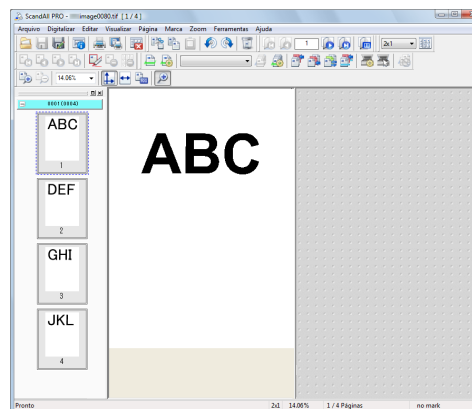 ScandAll PRO - image0080.tif [ 1 / 4 ]
Arquivo Digitalizar Editar Visualizar Página Marca Zoom Ferramentas Ajuda
1 2x1
14.06%
0001(0004)
ABC
1
DEF
2
GHI
3
JKL
4
ABC
Pronto 2x1 14.06% 1 / 4 Páginas no mark